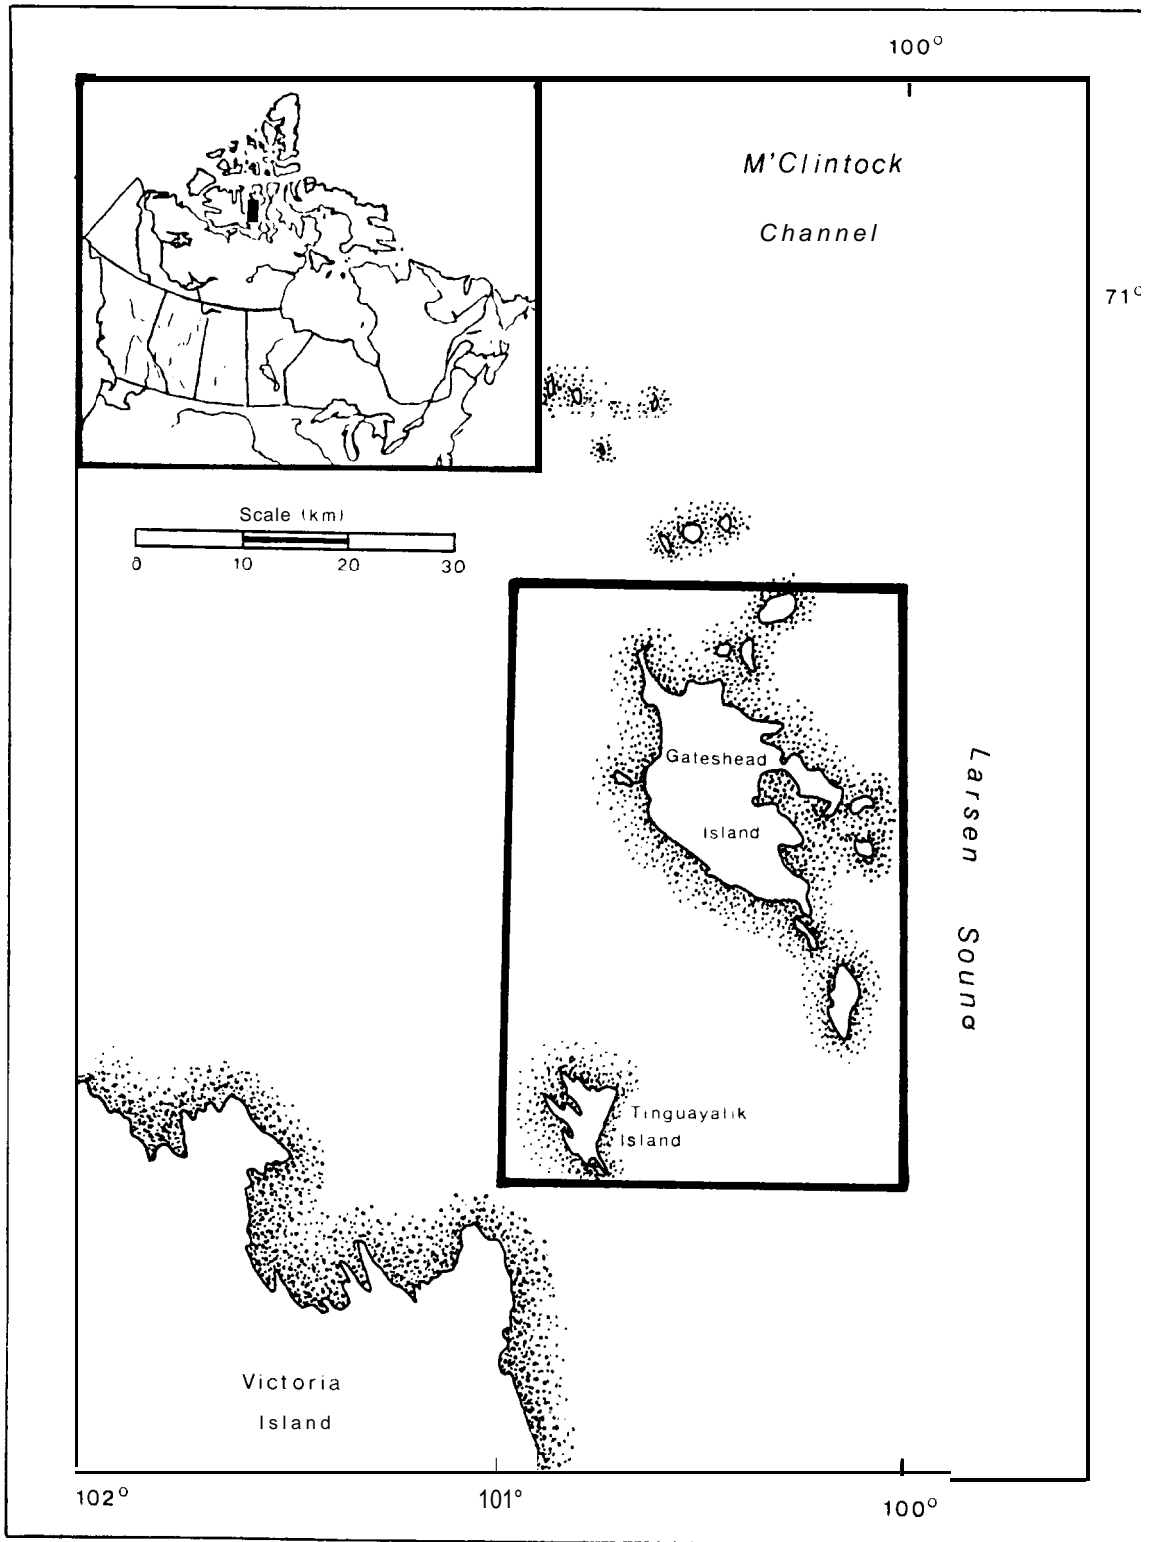 100°
M'Clintock
Channel
71°
Scale (km)
0 10 20 30
Gateshead
Island
Larsen Sound
Tinguayalik
Island
Victoria
Island
102° 101° 100°